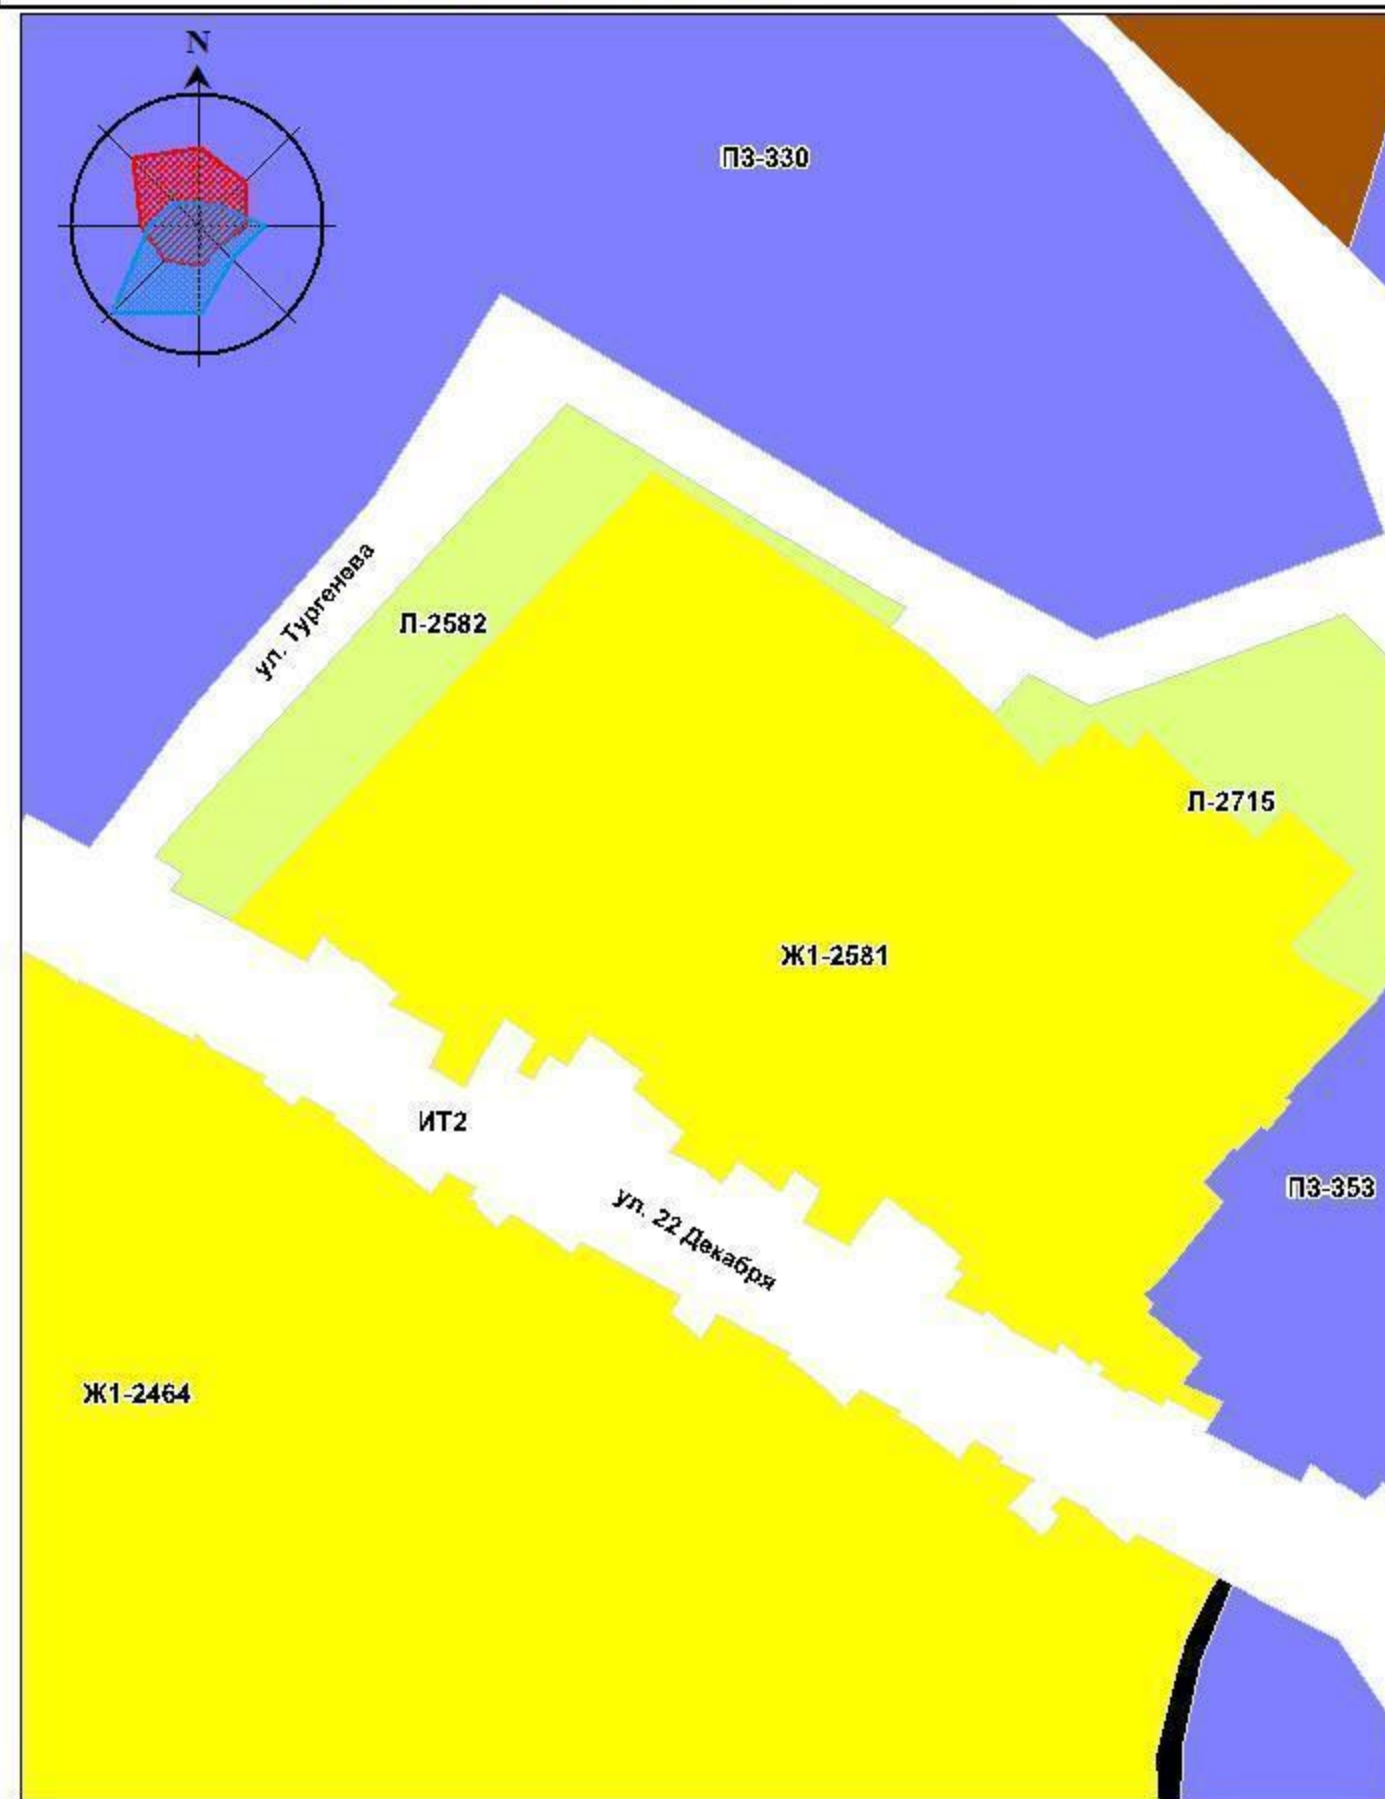 N
ПЗ-330
ул. Тургенева
Л-2582
Л-2715
Ж1-2581
ИТ2
ПЗ-353
ул. 22 Декабря
Ж1-2464